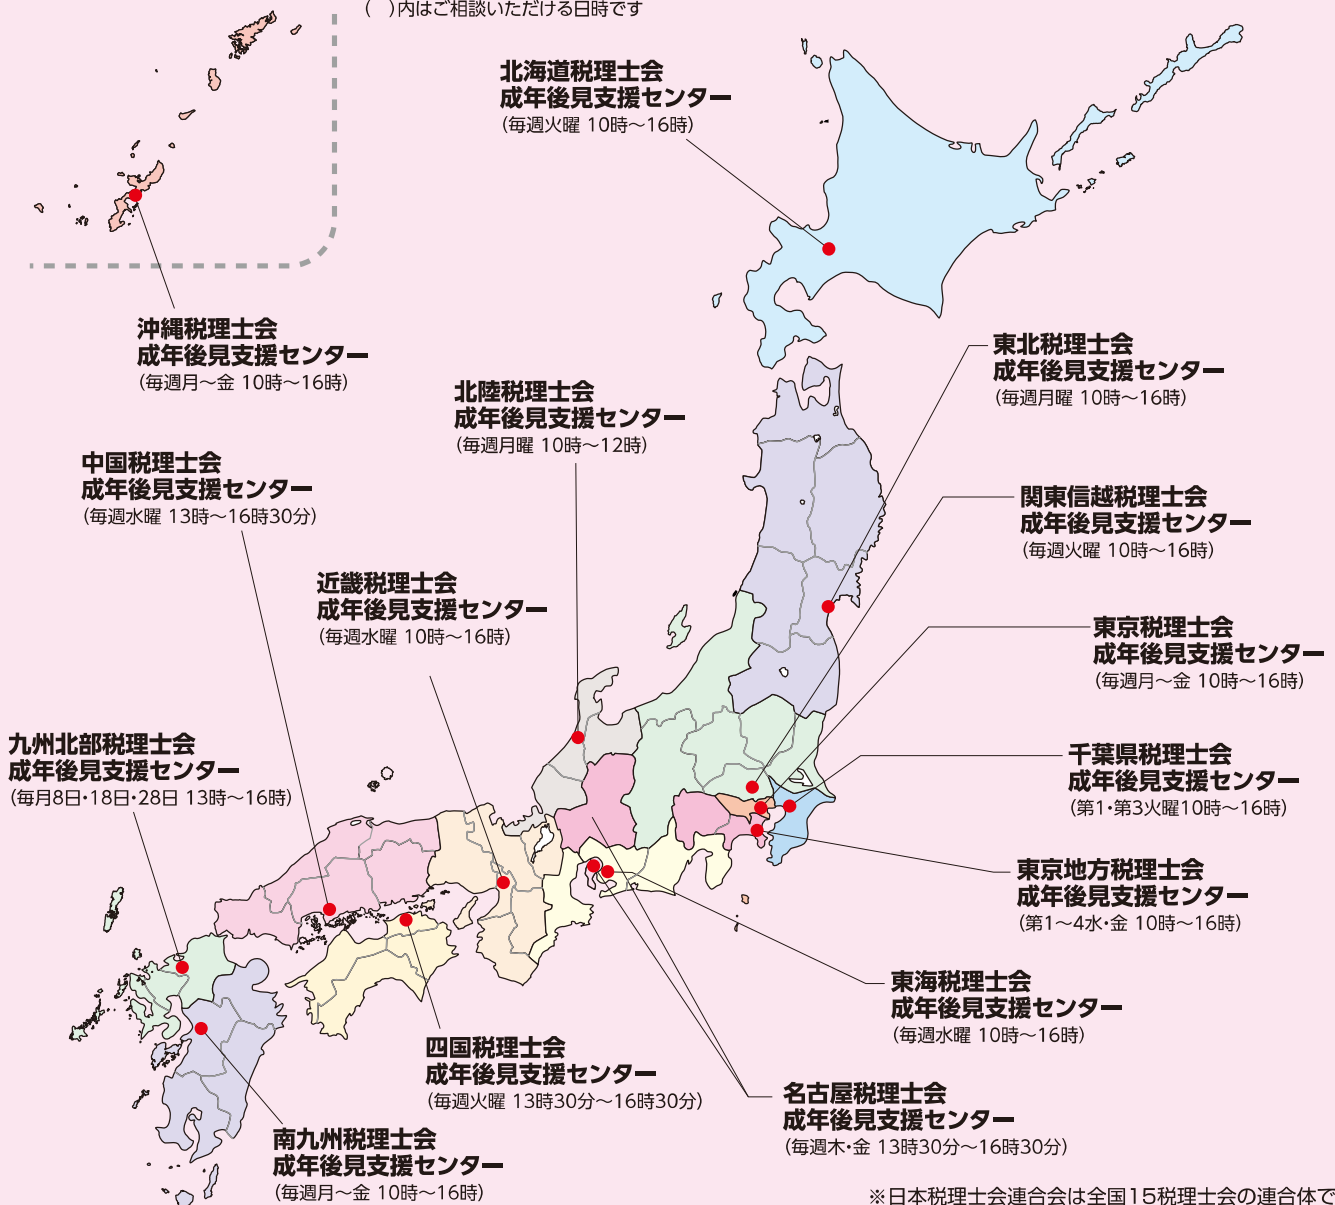 （　）内はご相談いただける日時です
北海道税理士会
成年後見支援センター
（毎週火曜 10時～16時）
沖縄税理士会
成年後見支援センター
（毎週月～金 10時～16時）
東北税理士会
成年後見支援センター
（毎週月曜 10時～16時）
北陸税理士会
成年後見支援センター
（毎週月曜 10時～12時）
中国税理士会
成年後見支援センター
（毎週水曜 13時～16時30分）
関東信越税理士会
成年後見支援センター
（毎週火曜 10時～16時）
近畿税理士会
成年後見支援センター
（毎週水曜 10時～16時）
東京税理士会
成年後見支援センター
（毎週月～金 10時～16時）
九州北部税理士会
成年後見支援センター
（毎月8日・18日・28日 13時～16時）
千葉県税理士会
成年後見支援センター
（第1・第3火曜10時～16時）
東京地方税理士会
成年後見支援センター
（第1～4水・金 10時～16時）
東海税理士会
成年後見支援センター
（毎週水曜 10時～16時）
四国税理士会
成年後見支援センター
（毎週火曜 13時30分～16時30分）
名古屋税理士会
成年後見支援センター
（毎週木・金 13時30分～16時30分）
南九州税理士会
成年後見支援センター
（毎週月～金 10時～16時）
※日本税理士会連合会は全国15税理士会の連合体で